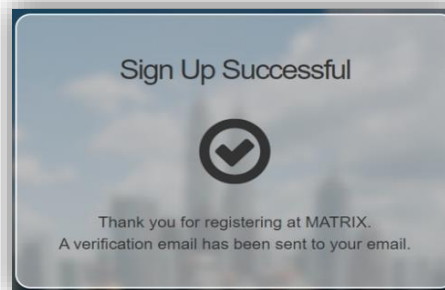 Sign Up Successful
Thank you for registering at MATRIX.
A verification email has been sent to your email.